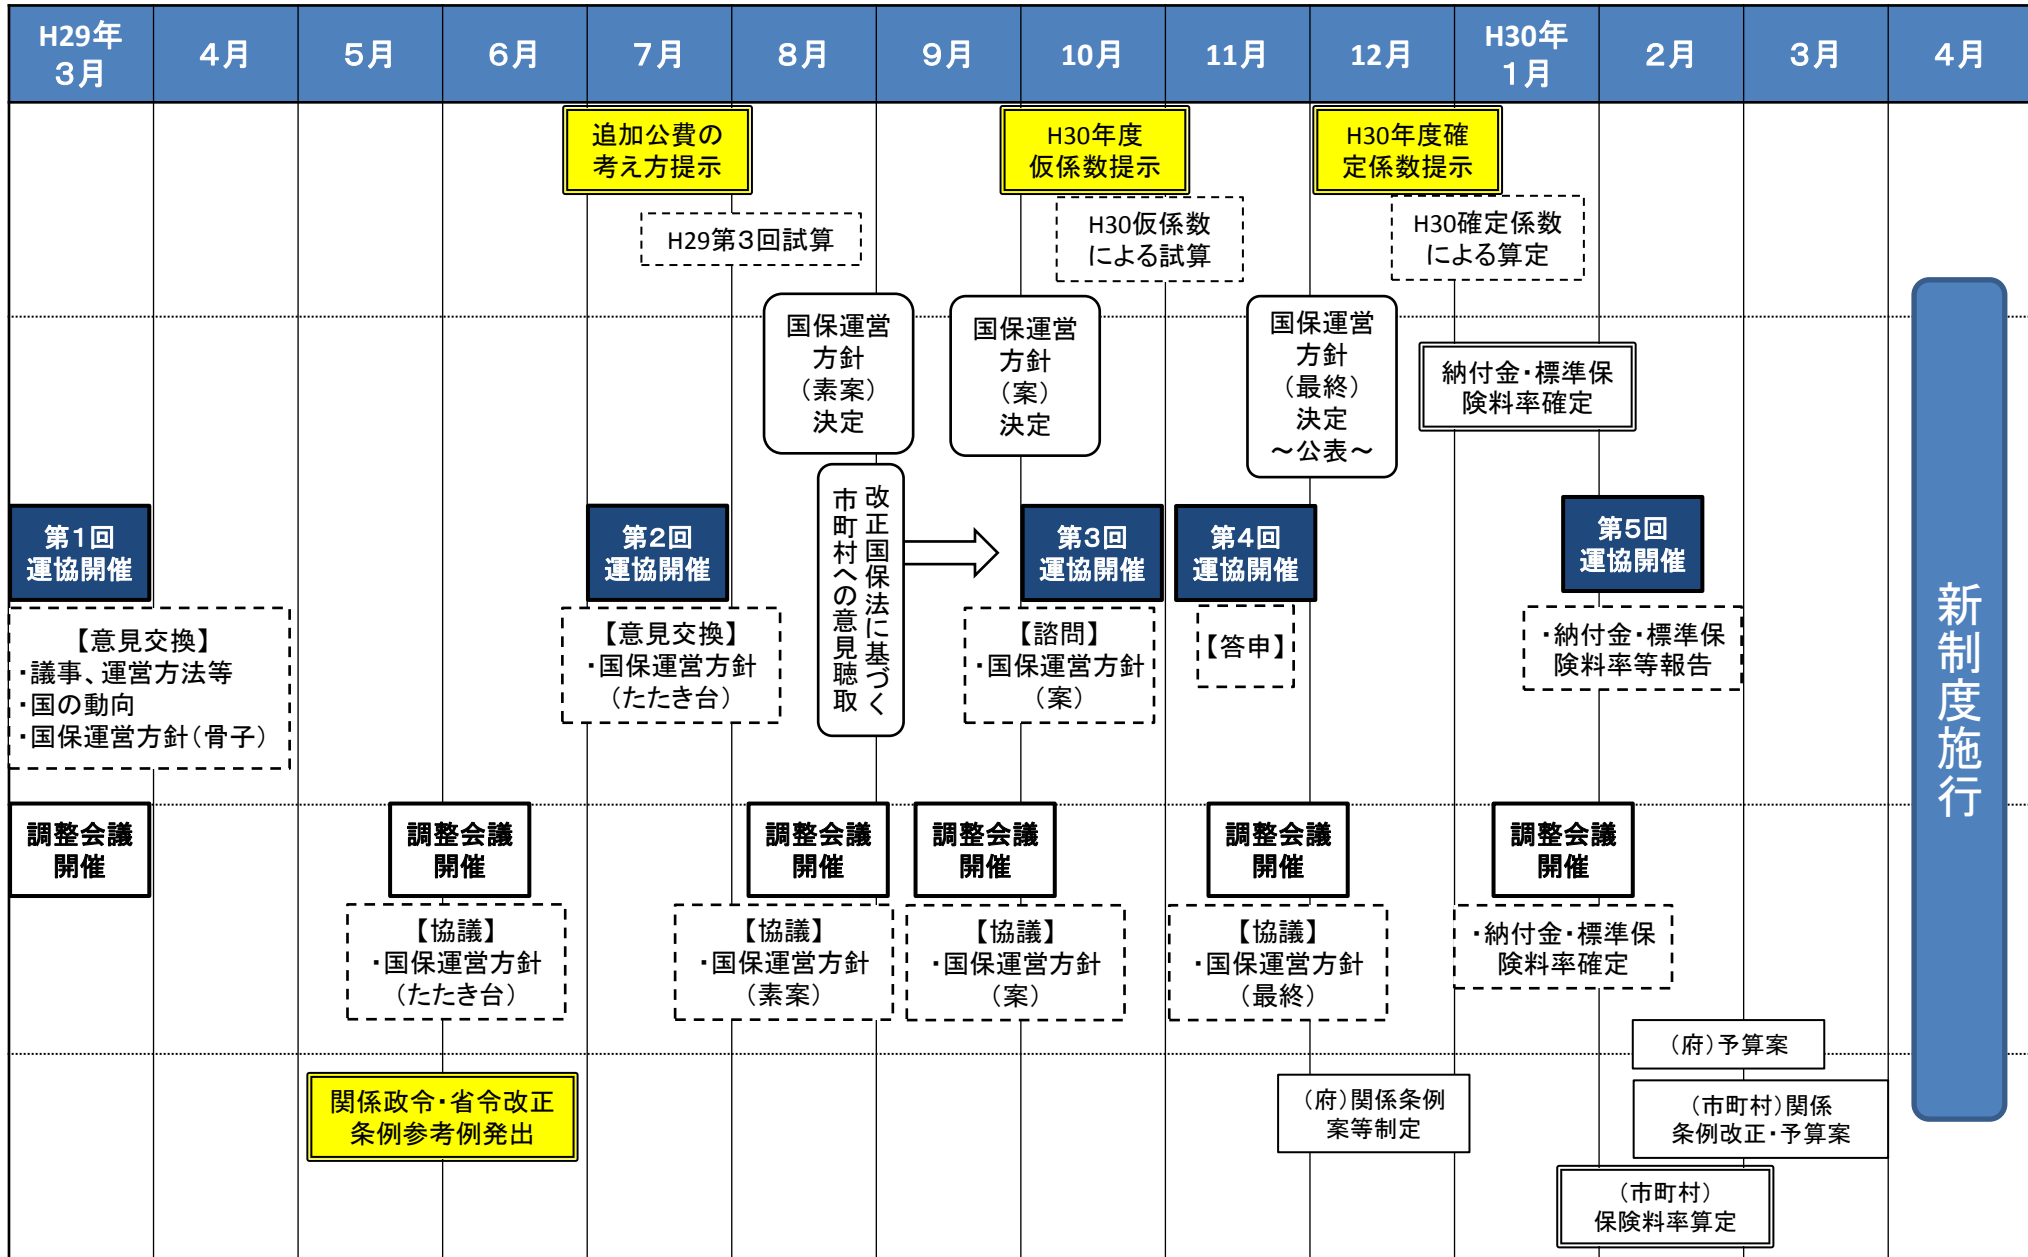 H29年
３月
４月
５月
６月
７月
８月
９月
10月
11月
12月
H30年
１月
２月
３月
４月
追加公費の
考え方提示
H30年度
仮係数提示
H30年度確
定係数提示
H29第３回試算
H30仮係数
による試算
H30確定係数
による算定
国保運営
方針
（素案）
決定
国保運営
方針
（案）
決定
国保運営
方針
（最終）
決定
～公表～
納付金・標準保
険料率確定
改正国保法に基づく
市町村への意見聴取
第１回
運協開催
第２回
運協開催
第３回
運協開催
第４回
運協開催
第５回
運協開催
【意見交換】
・議事、運営方法等
・国の動向
・国保運営方針（骨子）
【意見交換】
・国保運営方針
（たたき台）
【諮問】
・国保運営方針
（案）
【答申】
・納付金・標準保
険料率等報告
新制度施行
調整会議
開催
調整会議
開催
調整会議
開催
調整会議
開催
調整会議
開催
調整会議
開催
【協議】
・国保運営方針
（たたき台）
【協議】
・国保運営方針
（素案）
【協議】
・国保運営方針
（案）
【協議】
・国保運営方針
（最終）
・納付金・標準保
険料率確定
（府）予算案
関係政令・省令改正
条例参考例発出
（府）関係条例
案等制定
（市町村）関係
条例改正・予算案
（市町村）
保険料率算定